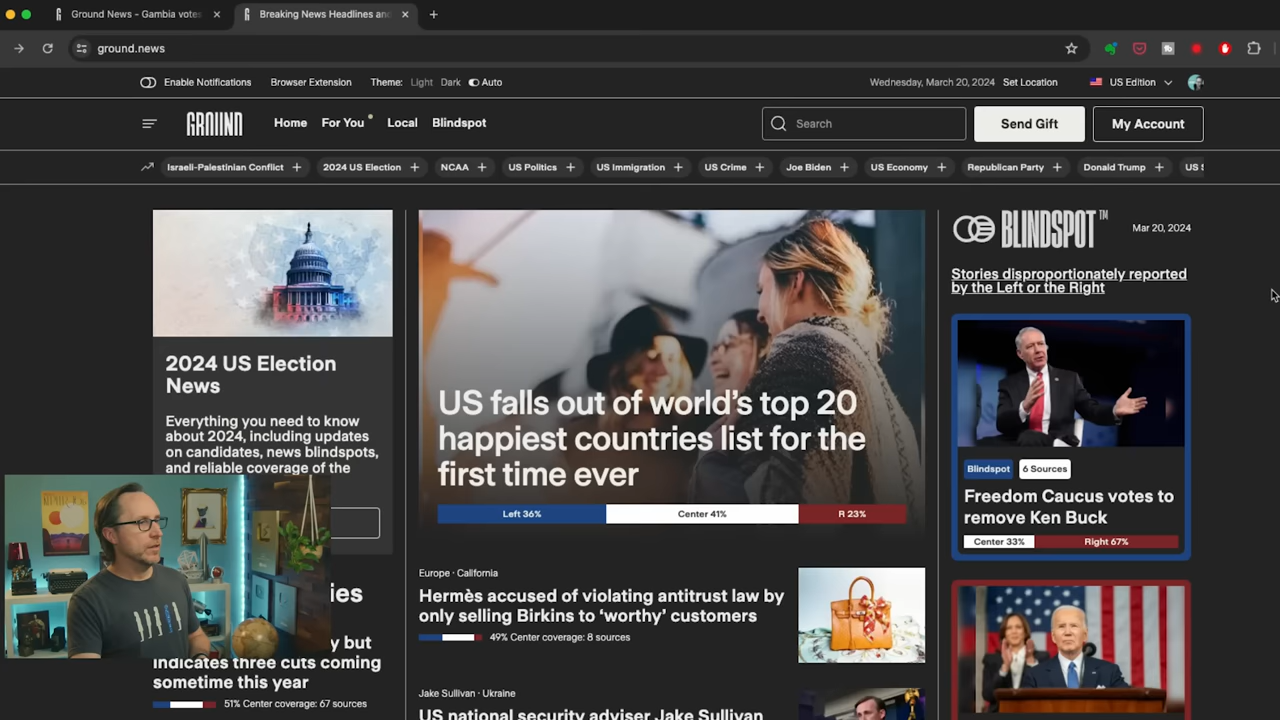 Ground News - Gambia votes
Breaking News Headlines and
ground.news
Enable Notifications
Browser Extension
Theme: Light Dark Auto
Wednesday, March 20, 2024 Set Location
US Edition
GROUND
Home
For You
Local
Blindspot
Search
Send Gift
My Account
Israeli-Palestinian Conflict +
2024 US Election +
NCAA +
US Politics +
US Immigration +
US Crime +
Joe Biden +
US Economy +
Republican Party +
Donald Trump +
US
2024 US Election
News
Everything you need to know
about 2024, including updates
on candidates, news blindspots,
and reliable coverage of the
ies
y but
indicates three cuts coming
sometime this year
51% Center coverage: 67 sources
US falls out of world's top 20
happiest countries list for the
first time ever
Left 36%
Center 41%
R 23%
Europe · California
Hermès accused of violating antitrust law by
only selling Birkins to 'worthy' customers
49% Center coverage: 8 sources
Jake Sullivan · Ukraine
US national security adviser Jake Sullivan
BLINDSPOT™
Mar 20, 2024
Stories disproportionately reported
by the Left or the Right
Blindspot
6 Sources
Freedom Caucus votes to
remove Ken Buck
Center 33%
Right 67%